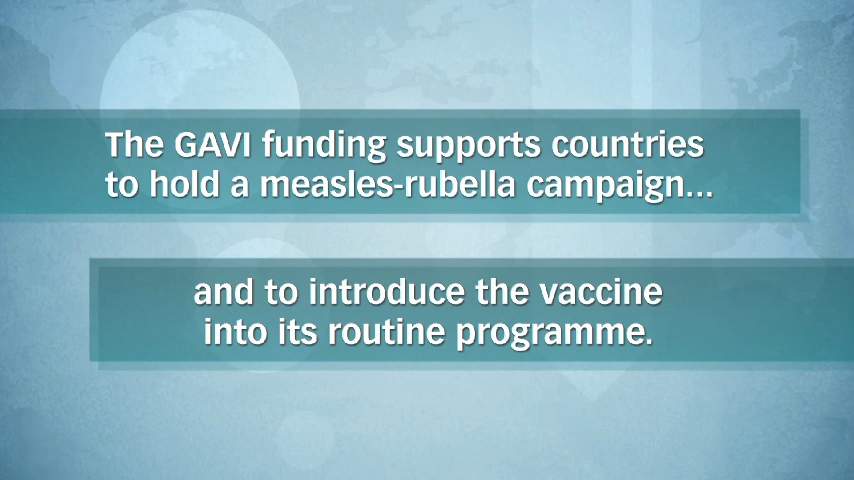 The GAVI funding supports countries
to hold a measles-rubella campaign...
and to introduce the vaccine
into its routine programme.